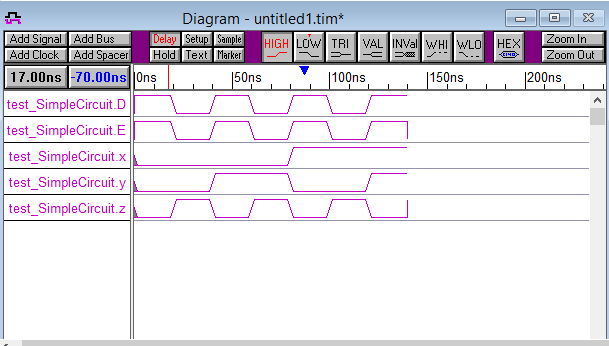 Diagram - untitled1.tim*
Add Signal Add Bus Delay Setup Sample HIGH LOW TRI VAL INVal WHI WLO HEX Zoom In
Add Clock Add Spacer Hold Text Marker Zoom Out
17.00ns -70.00ns 0ns 50ns 100ns 150ns 200ns
test_SimpleCircuit.D
test_SimpleCircuit.E
test_SimpleCircuit.x
test_SimpleCircuit.y
test_SimpleCircuit.z